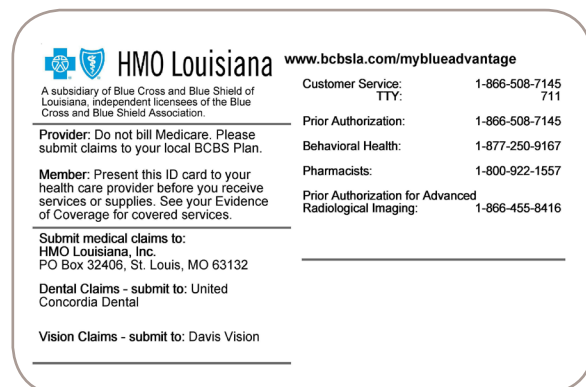 HMO Louisiana
A subsidiary of Blue Cross and Blue Shield of
Louisiana, independent licensees of the Blue
Cross and Blue Shield Association.
Provider: Do not bill Medicare. Please
submit claims to your local BCBS Plan.
Member: Present this ID card to your
health care provider before you receive
services or supplies. See your Evidence
of Coverage for covered services.
Submit medical claims to:
HMO Louisiana, Inc.
PO Box 32406, St. Louis, MO 63132
Dental Claims - submit to: United
Concordia Dental
Vision Claims - submit to: Davis Vision
www.bcbsla.com/myblueadvantage
Customer Service: 1-866-508-7145
TTY: 711
Prior Authorization: 1-866-508-7145
Behavioral Health: 1-877-250-9167
Pharmacists: 1-800-922-1557
Prior Authorization for Advanced
Radiological Imaging: 1-866-455-8416